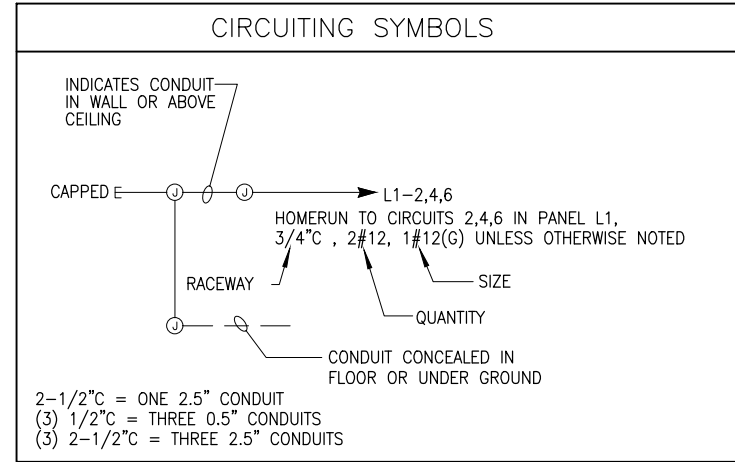 CIRCUITING SYMBOLS
INDICATES CONDUIT
IN WALL OR ABOVE
CEILING
CAPPED
J
J
L1-2,4,6
HOMERUN TO CIRCUITS 2,4,6 IN PANEL L1,
3/4"C , 2#12, 1#12(G) UNLESS OTHERWISE NOTED
RACEWAY
SIZE
QUANTITY
J
CONDUIT CONCEALED IN
FLOOR OR UNDER GROUND
2-1/2"C = ONE 2.5" CONDUIT
(3) 1/2"C = THREE 0.5" CONDUITS
(3) 2-1/2"C = THREE 2.5" CONDUITS